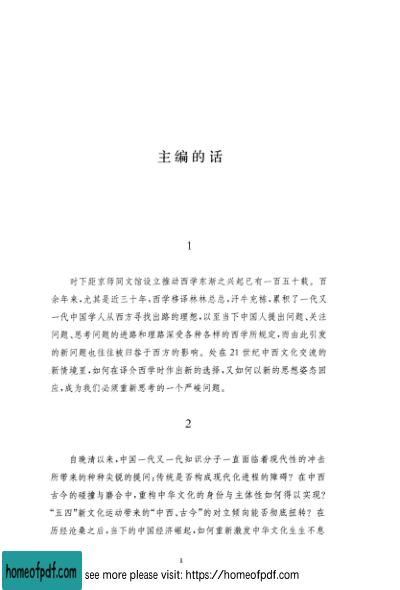 主编的话
1
时下距京师同文馆设立推动西学东渐之兴起已有一百五十载。百
余年来,尤其是近三十年,西学移译林林总总,汗牛充栋,累积了一代又
一代中国学人从西方寻找出路的理想,以至当下中国人提出问题、关注
问题、思考问题的进路和理路深受各种各样的西学所规定,而由此引发
的新问题也往往被归咎于西方的影响。处在21世纪中西文化交流的
新情境里,如何在译介西学时作出新的选择,又如何以新的思想姿态回
应,成为我们必须重新思考的一个严峻问题。
2
自晚清以来,中国一代又一代知识分子一直面临着现代性的冲击
所带来的种种尖锐的提问:传统是否构成现代化进程的障碍?在中西
古今的碰撞与磨合中,重构中华文化的身份与主体性如何得以实现?
“五四”新文化运动带来的“中西、古今”的对立倾向能否彻底扭转?在
历经沧桑之后,当下的中国经济崛起,如何重新激发中华文化生生不息
1
homeofpdf.com
see more please visit: https://homeofpdf.com